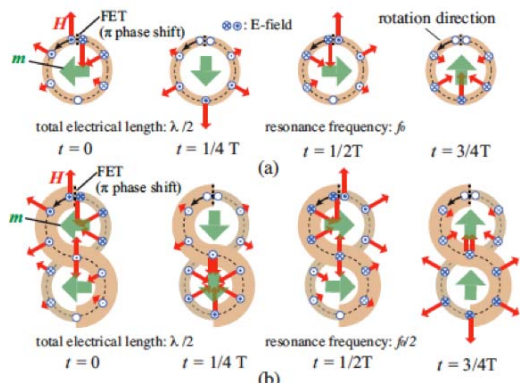 FET
(π phase shift)
⊗⊙: E-field
rotation direction
H
m
total electrical length: λ/2
resonance frequency: f₀
t = 0
t = 1/4 T
t = 1/2T
t = 3/4T
(a)
FET
(π phase shift)
H
m
total electrical length: λ/2
resonance frequency: f₀/2
t = 0
t = 1/4 T
t = 1/2T
t = 3/4T
(b)